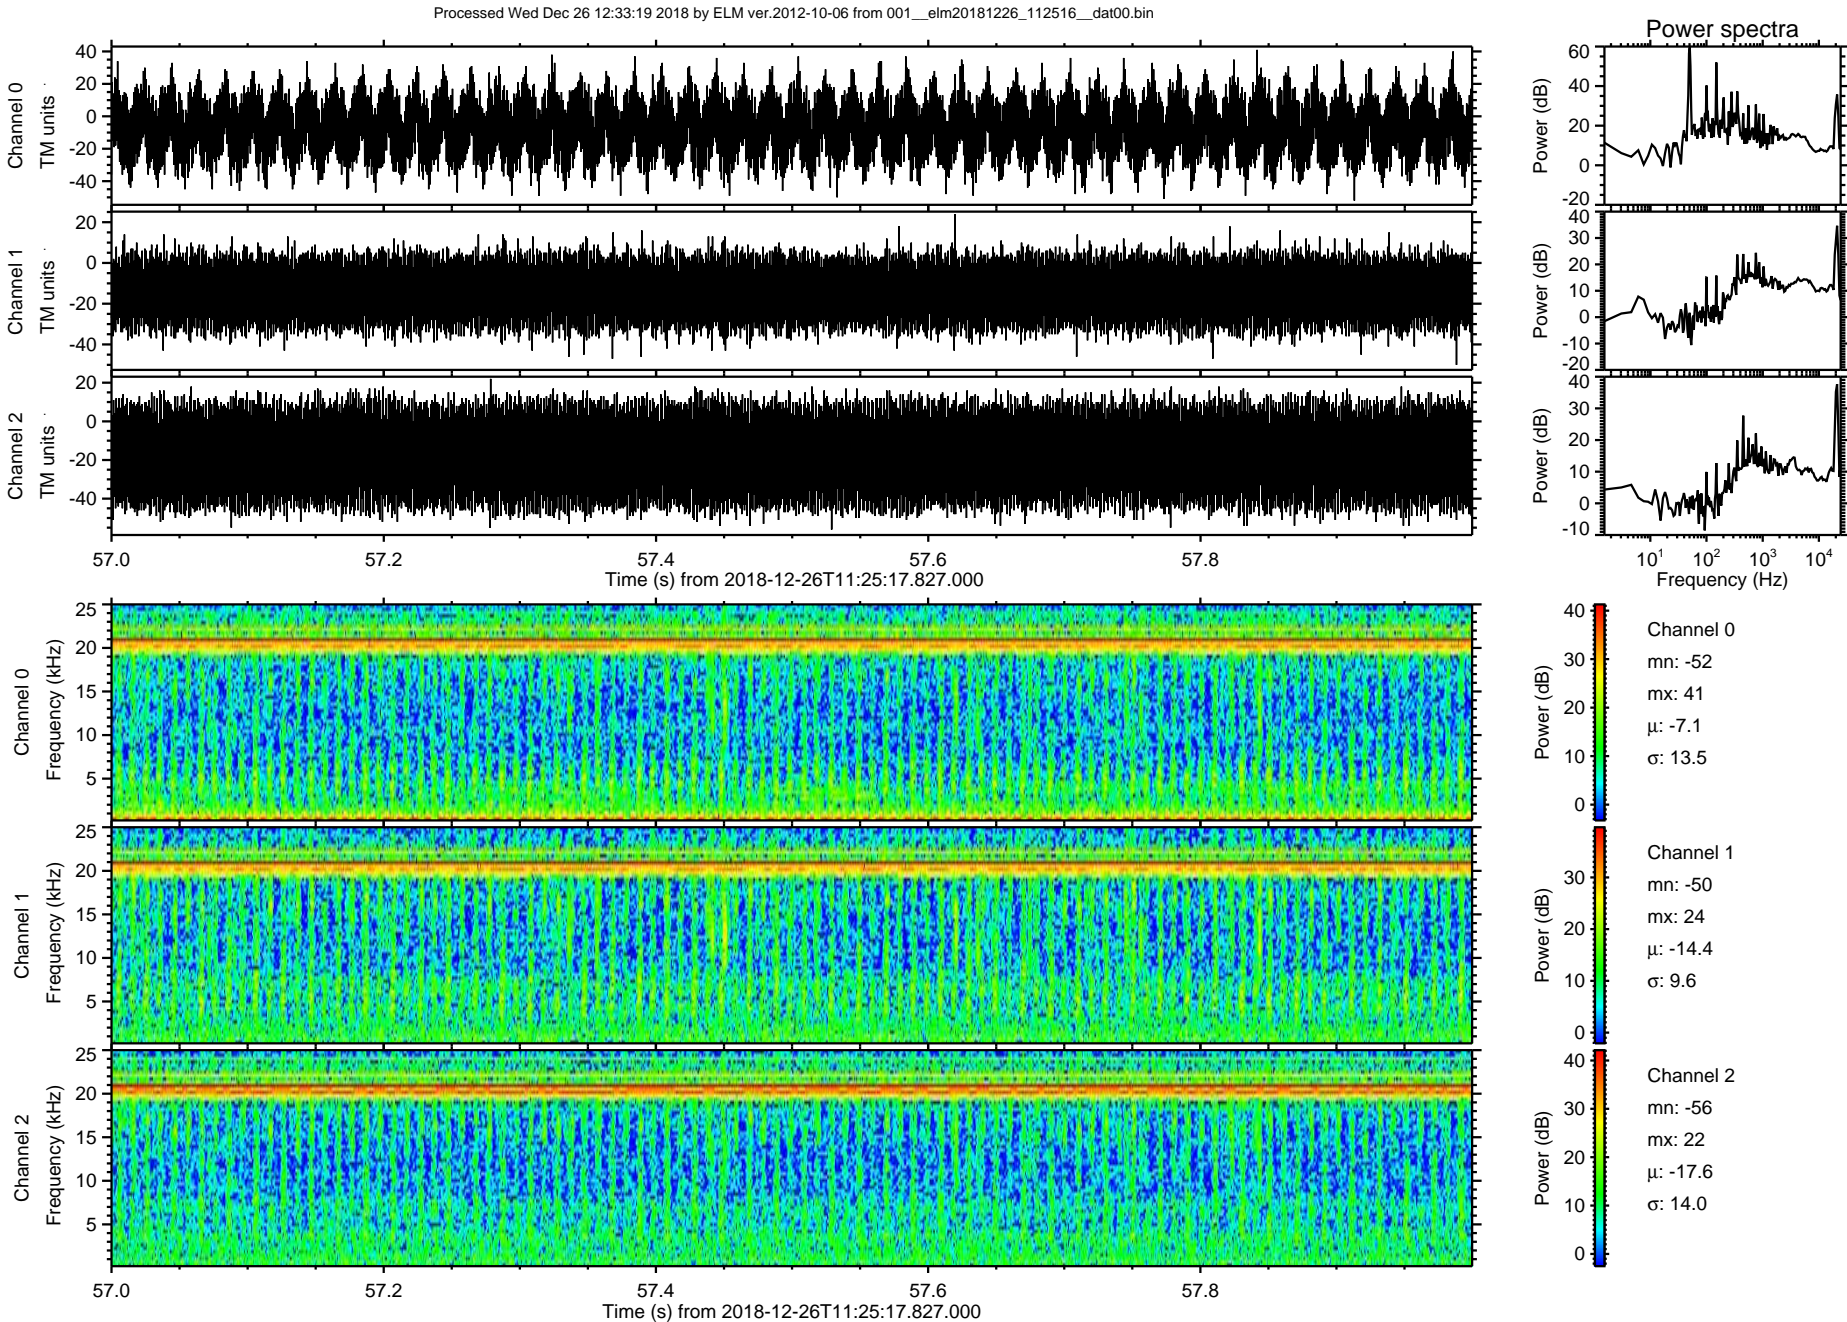 Processed Wed Dec 26 12:33:19 2018 by ELM ver.2012-10-06 from 001__elm20181226_112516__dat00.bin
Power spectra
Channel 0
TM units
40
20
0
-20
-40
Power (dB)
60
40
20
0
-20
Channel 1
TM units
20
0
-20
-40
Power (dB)
40
30
20
10
0
-10
-20
Channel 2
TM units
20
0
-20
-40
Power (dB)
40
30
20
10
0
-10
57.0 57.2 57.4 57.6 57.8
Time (s) from 2018-12-26T11:25:17.827.000
10¹ 10² 10³ 10⁴
Frequency (Hz)
Channel 0
Frequency (kHz)
25
20
15
10
5
Power (dB)
40
30
20
10
0
Channel 0
mn: -52
mx: 41
μ: -7.1
σ: 13.5
Channel 1
Frequency (kHz)
25
20
15
10
5
Power (dB)
30
20
10
0
Channel 1
mn: -50
mx: 24
μ: -14.4
σ: 9.6
Channel 2
Frequency (kHz)
25
20
15
10
5
Power (dB)
40
30
20
10
0
Channel 2
mn: -56
mx: 22
μ: -17.6
σ: 14.0
57.0 57.2 57.4 57.6 57.8
Time (s) from 2018-12-26T11:25:17.827.000